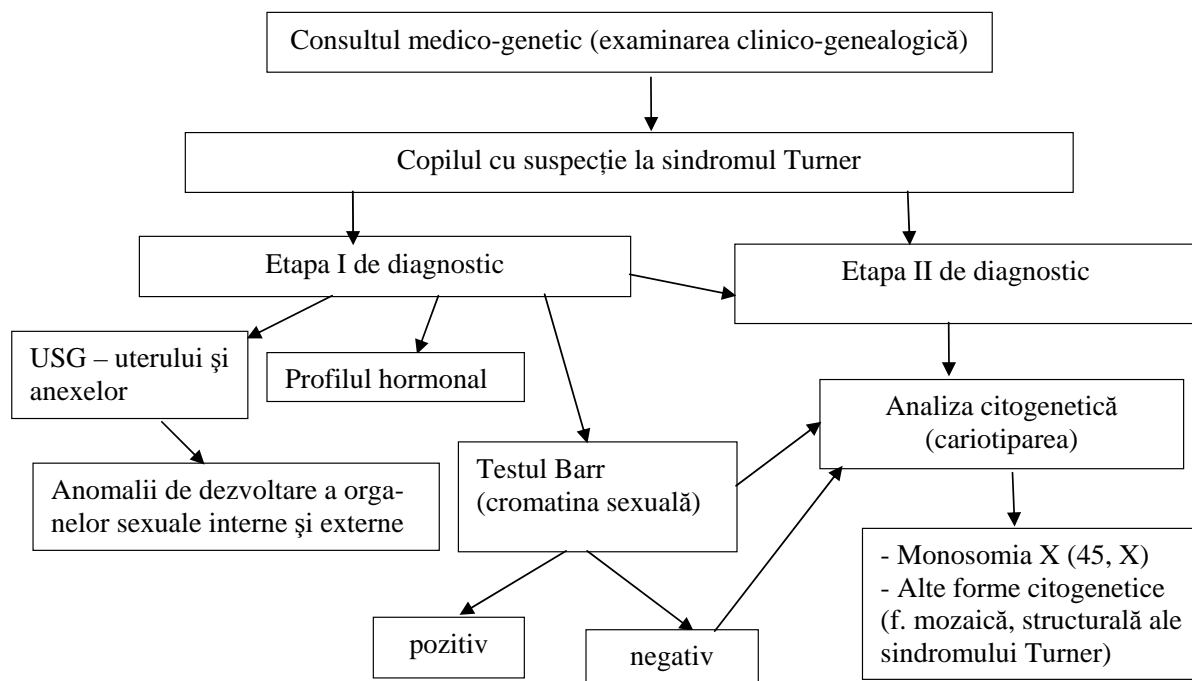 Consultul medico-genetic (examinarea clinico-genealogică)
Copilul cu suspecție la sindromul Turner
Etapa I de diagnostic
Etapa II de diagnostic
USG – uterului şi
anexelor
Profilul hormonal
Analiza citogenetică
(cariotiparea)
Testul Barr
(cromatina sexuală)
Anomalii de dezvoltare a orga-
nelor sexuale interne şi externe
- Monosomia X (45, X)
- Alte forme citogenetice
(f. mozaică, structurală ale
sindromului Turner)
pozitiv
negativ